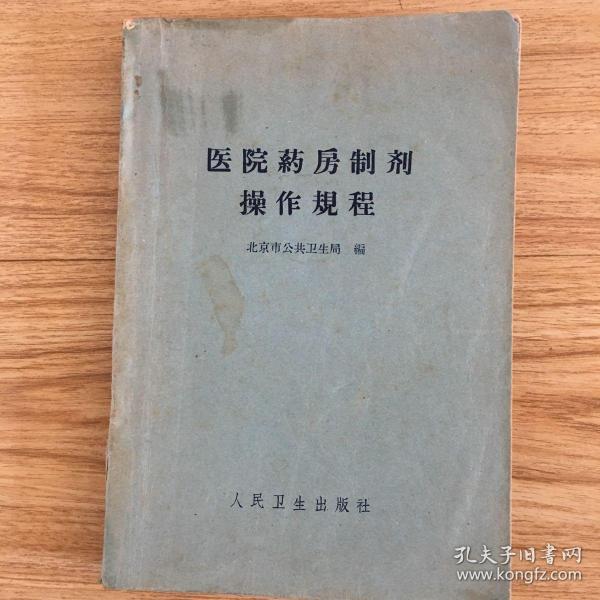 医院葯房制剂
操作規程
北京市公共卫生局 編
人民卫生出版社
孔夫子旧书网
www.kongfz.com